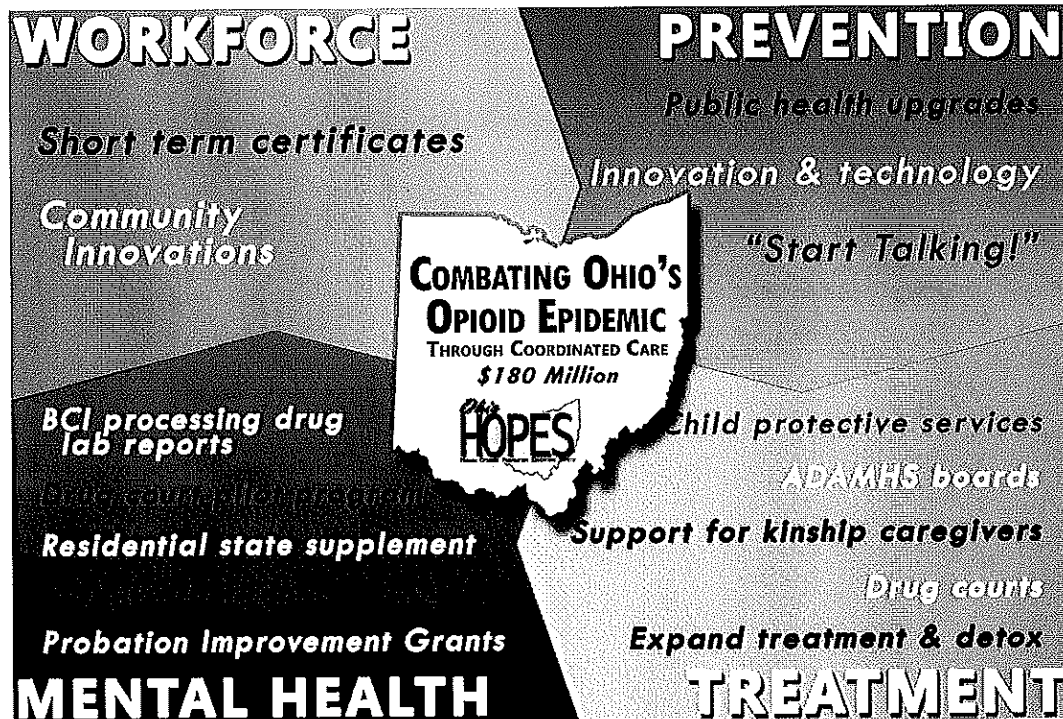 WORKFORCE
Short term certificates
Community
Innovations
PREVENTION
Public health upgrades
Innovation & technology
"Start Talking!"
COMBATING OHIO'S
OPIOID EPIDEMIC
THROUGH COORDINATED CARE
$180 Million
Ohio
HOPES
BCI processing drug
lab reports
Residential state supplement
Probation Improvement Grants
MENTAL HEALTH
Child protective services
ADAMHS boards
Support for kinship caregivers
Drug courts
Expand treatment & detox
TREATMENT